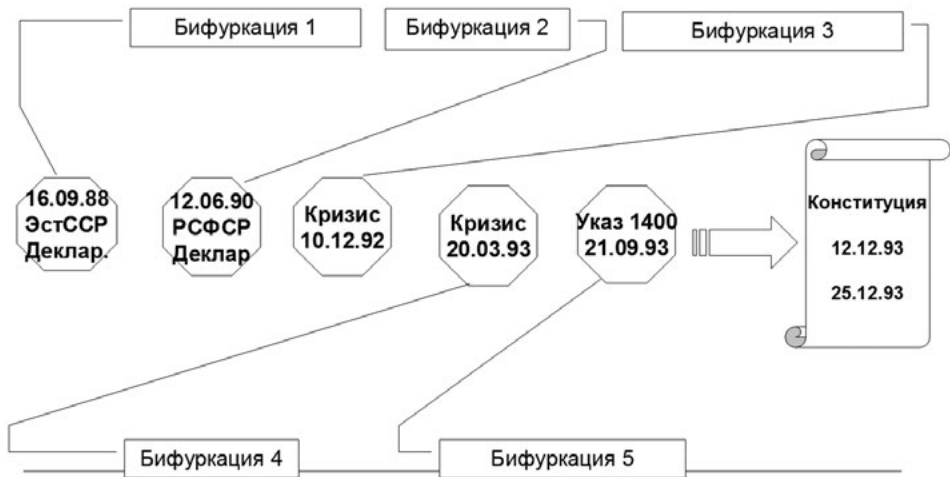 Бифуркация 1
Бифуркация 2
Бифуркация 3
16.09.88
ЭстССР
Деклар.
12.06.90
РСФСР
Деклар
Кризис
10.12.92
Кризис
20.03.93
Указ 1400
21.09.93
Конституция
12.12.93
25.12.93
Бифуркация 4
Бифуркация 5